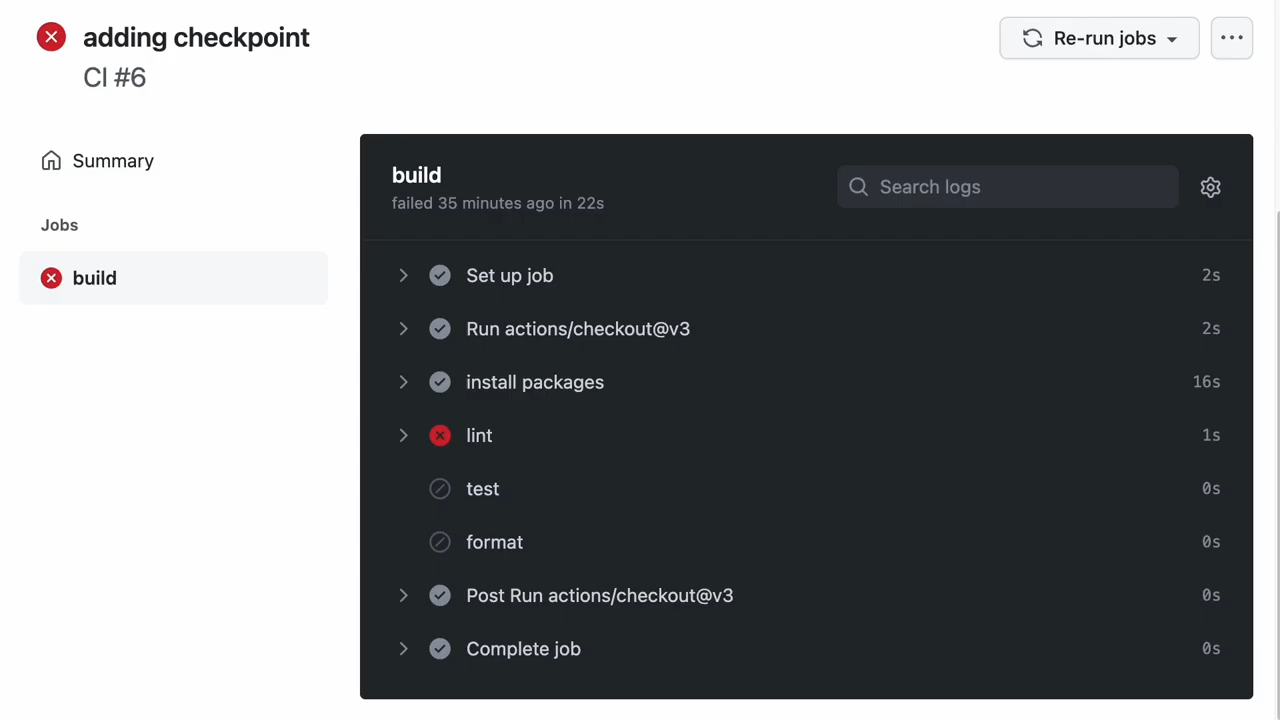 adding checkpoint
CI #6
Re-run jobs
Summary
Jobs
build
build
failed 35 minutes ago in 22s
Search logs
Set up job 2s
Run actions/checkout@v3 2s
install packages 16s
lint 1s
test 0s
format 0s
Post Run actions/checkout@v3 0s
Complete job 0s